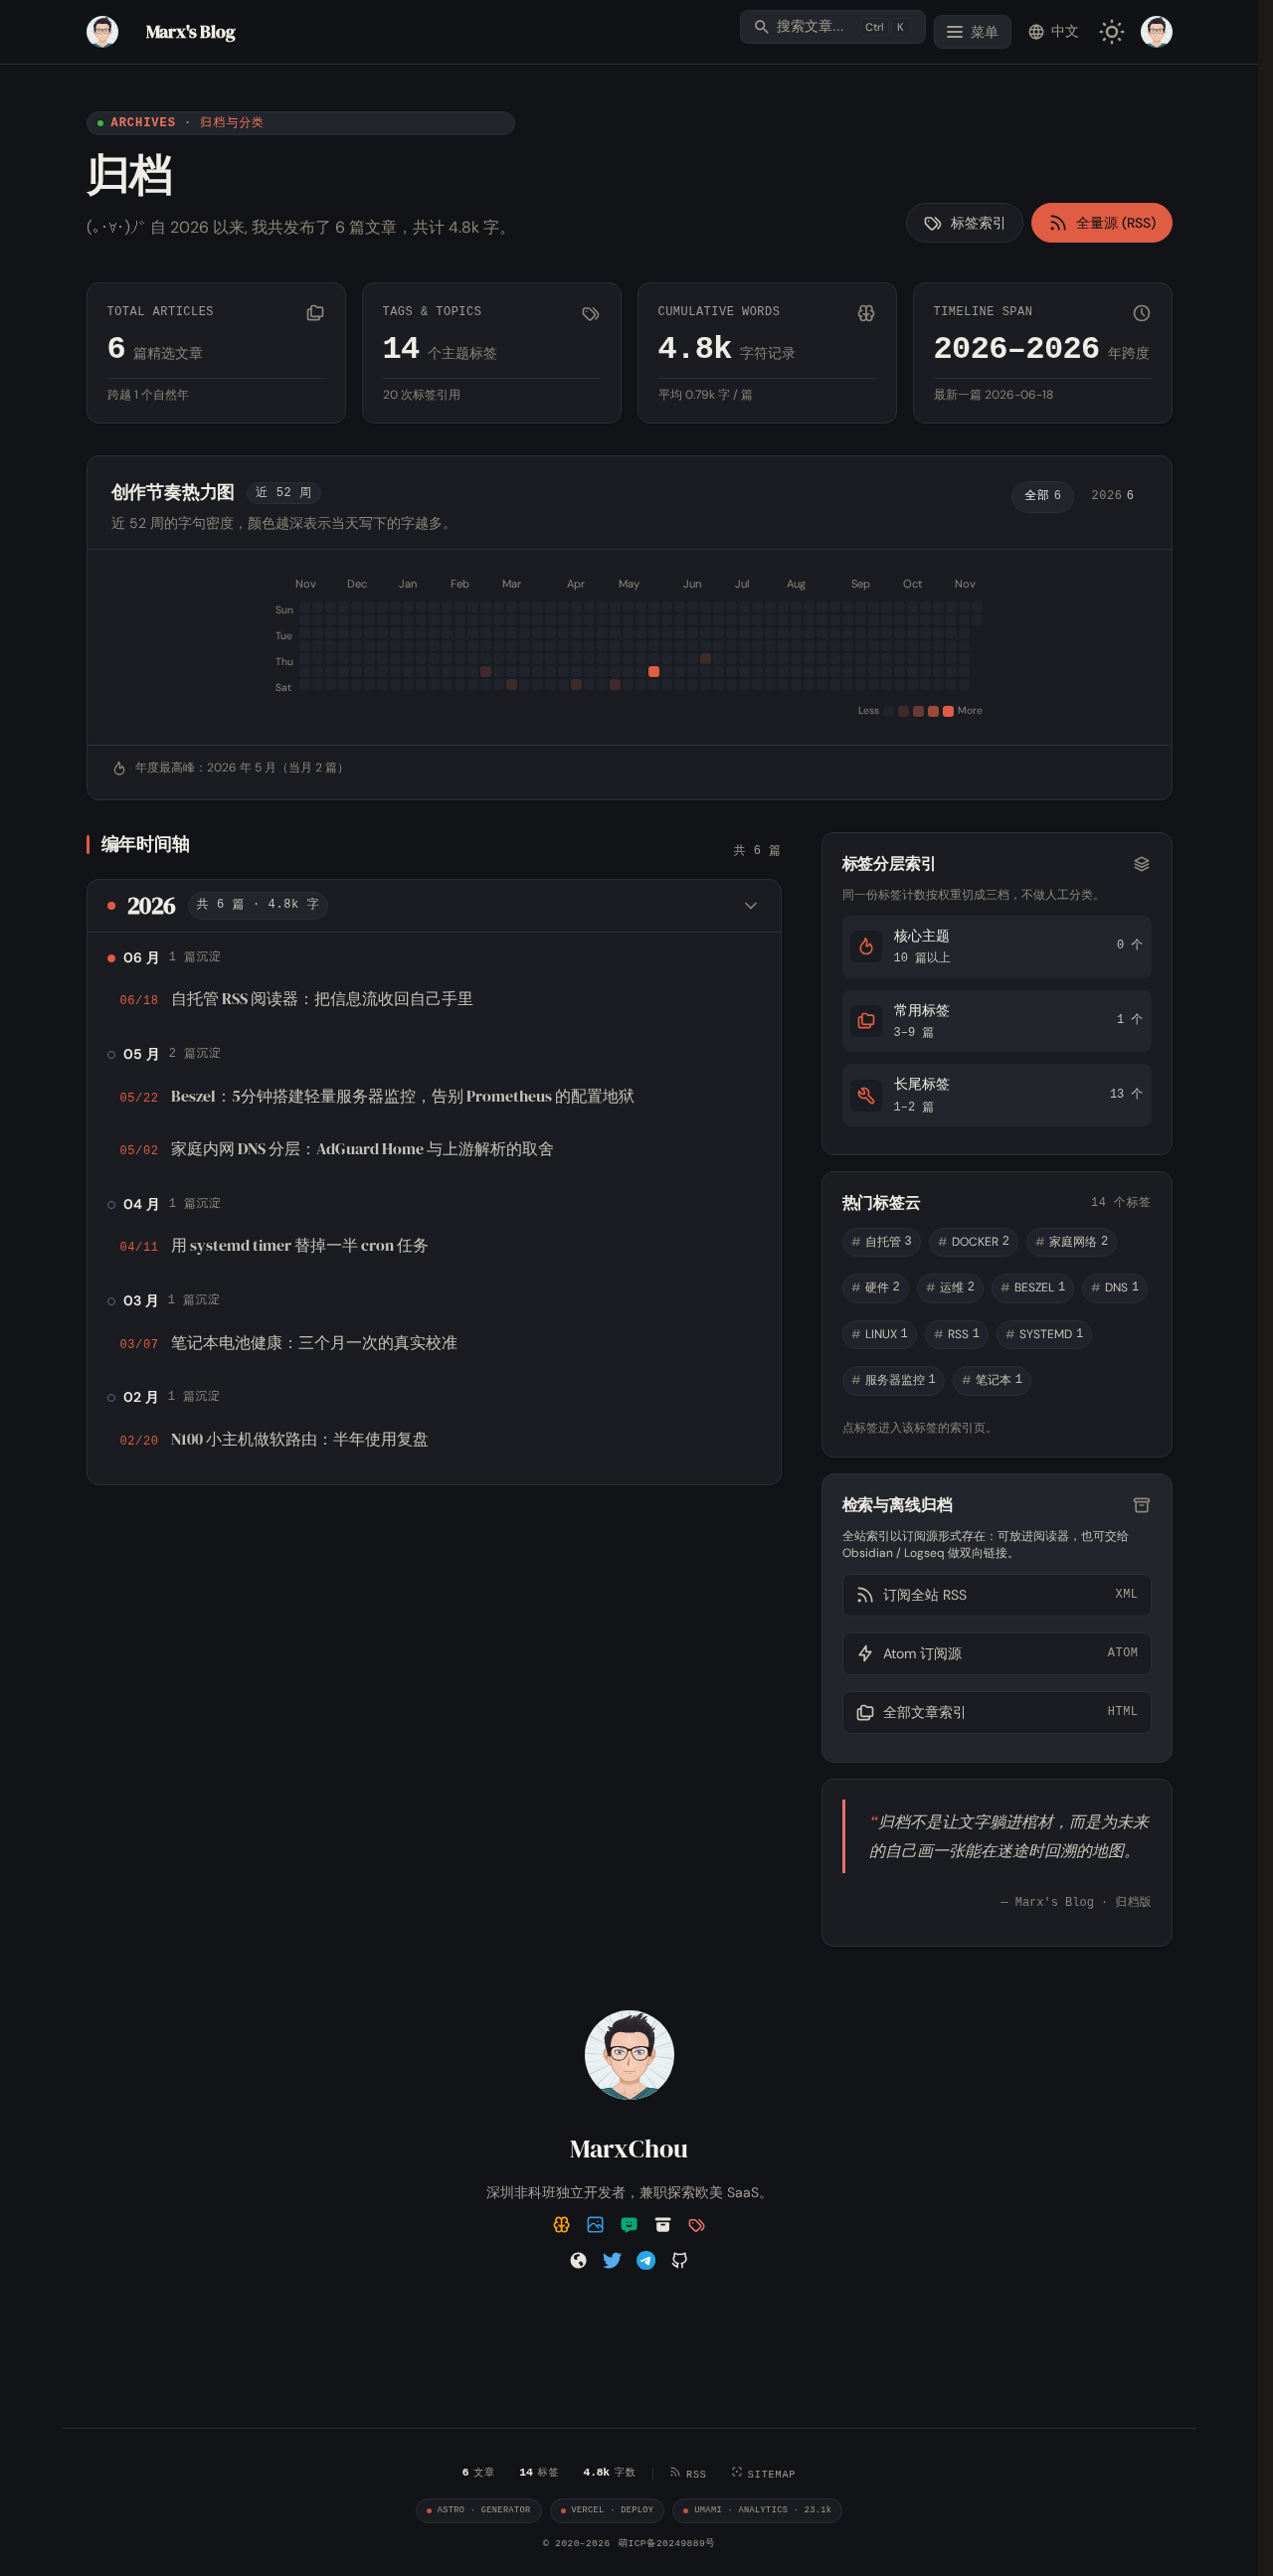 Marx's Blog
搜索文章... Ctrl K
菜单
中文
ARCHIVES · 归档与分类
归档
(｡･∀･)ﾉﾞ 自 2026 以来, 我共发布了 6 篇文章，共计 4.8k 字。
标签索引
全量源 (RSS)
TOTAL ARTICLES
6 篇精选文章
跨越 1 个自然年
TAGS & TOPICS
14 个主题标签
20 次标签引用
CUMULATIVE WORDS
4.8k 字符记录
平均 0.79k 字 / 篇
TIMELINE SPAN
2026–2026 年跨度
最新一篇 2026-06-18
创作节奏热力图 近 52 周
近 52 周的字句密度，颜色越深表示当天写下的字越多。
全部 6
2026 6
Nov Dec Jan Feb Mar Apr May Jun Jul Aug Sep Oct Nov
Sun
Tue
Thu
Sat
Less More
年度最高峰：2026 年 5 月（当月 2 篇）
编年时间轴
共 6 篇
2026 共 6 篇 · 4.8k 字
06 月 1 篇沉淀
06/18 自托管 RSS 阅读器：把信息流收回自己手里
05 月 2 篇沉淀
05/22 Beszel：5分钟搭建轻量服务器监控，告别 Prometheus 的配置地狱
05/02 家庭内网 DNS 分层：AdGuard Home 与上游解析的取舍
04 月 1 篇沉淀
04/11 用 systemd timer 替掉一半 cron 任务
03 月 1 篇沉淀
03/07 笔记本电池健康：三个月一次的真实校准
02 月 1 篇沉淀
02/20 N100 小主机做软路由：半年使用复盘
标签分层索引
同一份标签计数按权重切成三档，不做人工分类。
核心主题
10 篇以上
0 个
常用标签
3–9 篇
1 个
长尾标签
1–2 篇
13 个
热门标签云
14 个标签
# 自托管 3 # DOCKER 2 # 家庭网络 2
# 硬件 2 # 运维 2 # BESZEL 1 # DNS 1
# LINUX 1 # RSS 1 # SYSTEMD 1
# 服务器监控 1 # 笔记本 1
点标签进入该标签的索引页。
检索与离线归档
全站索引以订阅源形式存在：可放进阅读器，也可交给
Obsidian / Logseq 做双向链接。
订阅全站 RSS XML
Atom 订阅源 ATOM
全部文章索引 HTML
“归档不是让文字躺进棺材，而是为未来
的自己画一张能在迷途时回溯的地图。
— Marx's Blog · 归档版
MarxChou
深圳非科班独立开发者，兼职探索欧美 SaaS。
6 文章 14 标签 4.8k 字数 RSS SITEMAP
ASTRO · GENERATOR VERCEL · DEPLOY UMAMI · ANALYTICS · 23.1k
© 2020–2026 萌ICP备20249889号